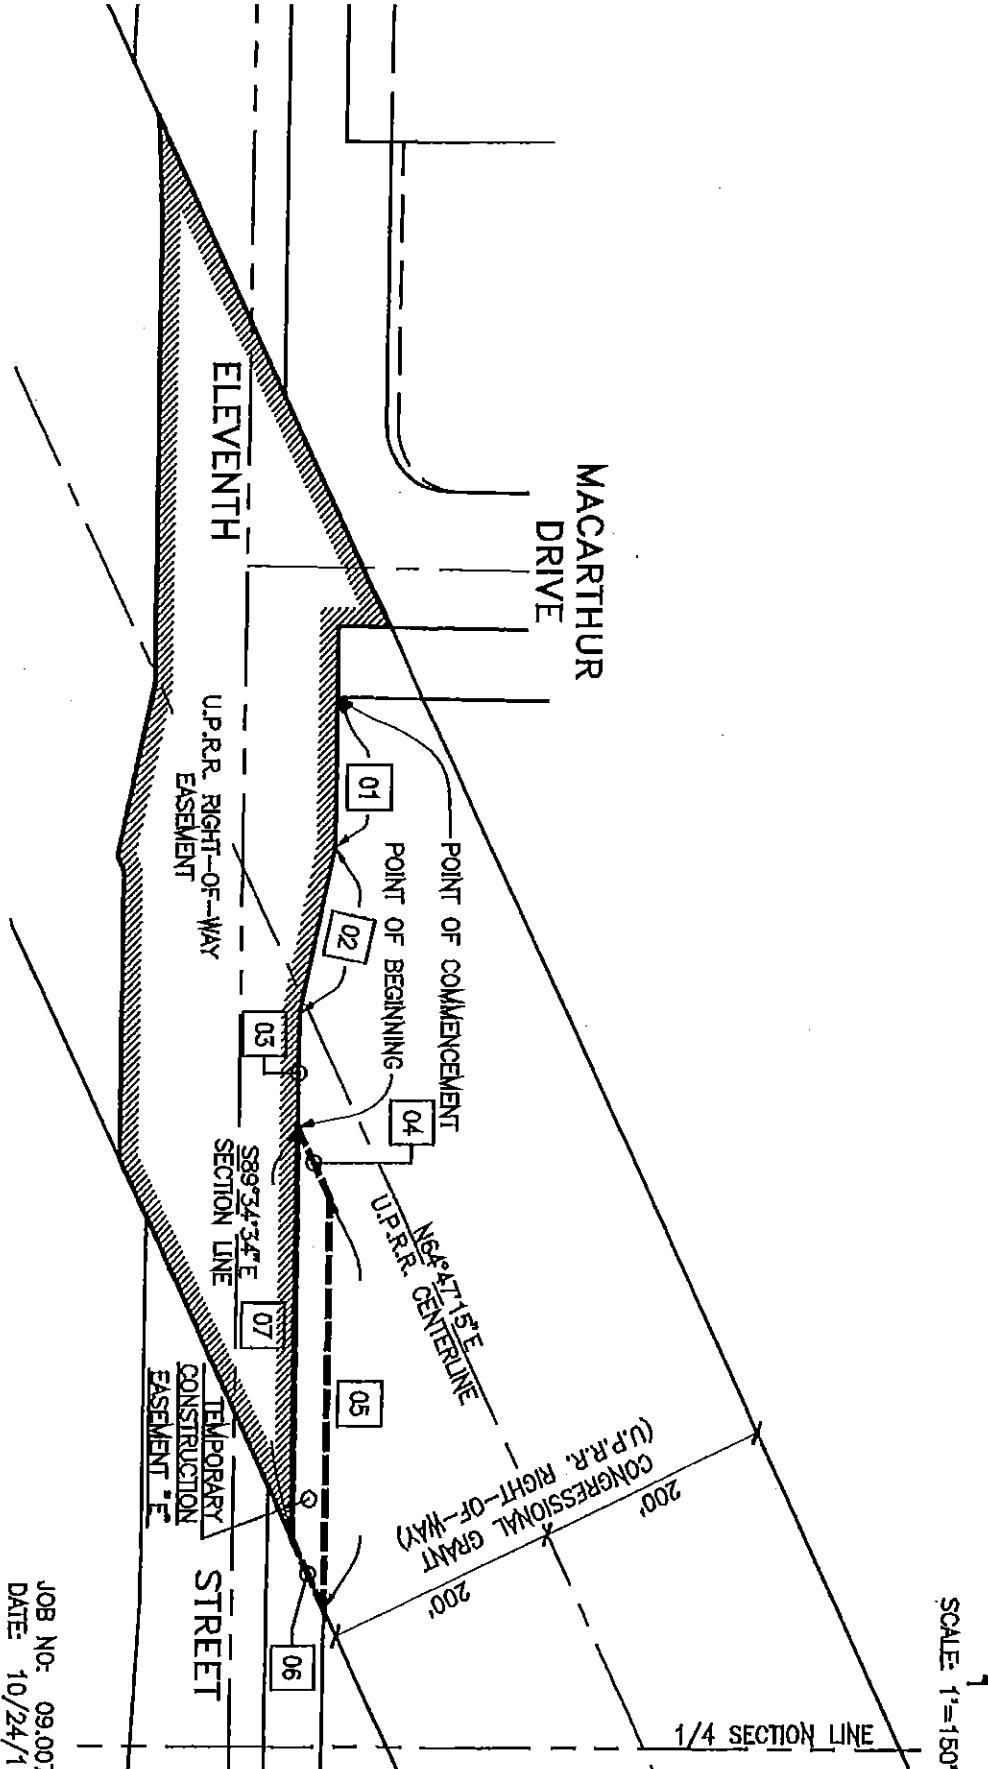 SCALE: 1"=150'
MACARTHUR
DRIVE
ELEVENTH
01
POINT OF COMMENCEMENT
POINT OF BEGINNING
02
U.P.R.R. RIGHT-OF-WAY
EASEMENT
03
04
N64°47'15"E
U.P.R.R. CENTERLINE
S89°34'34"E
SECTION LINE
07
05
200'
CONGRESSIONAL GRANT
(U.P.R.R. RIGHT-OF-WAY)
200'
TEMPORARY
CONSTRUCTION
EASEMENT "E"
STREET
06
1/4 SECTION LINE
JOB NO: 09.007
DATE: 10/24/1